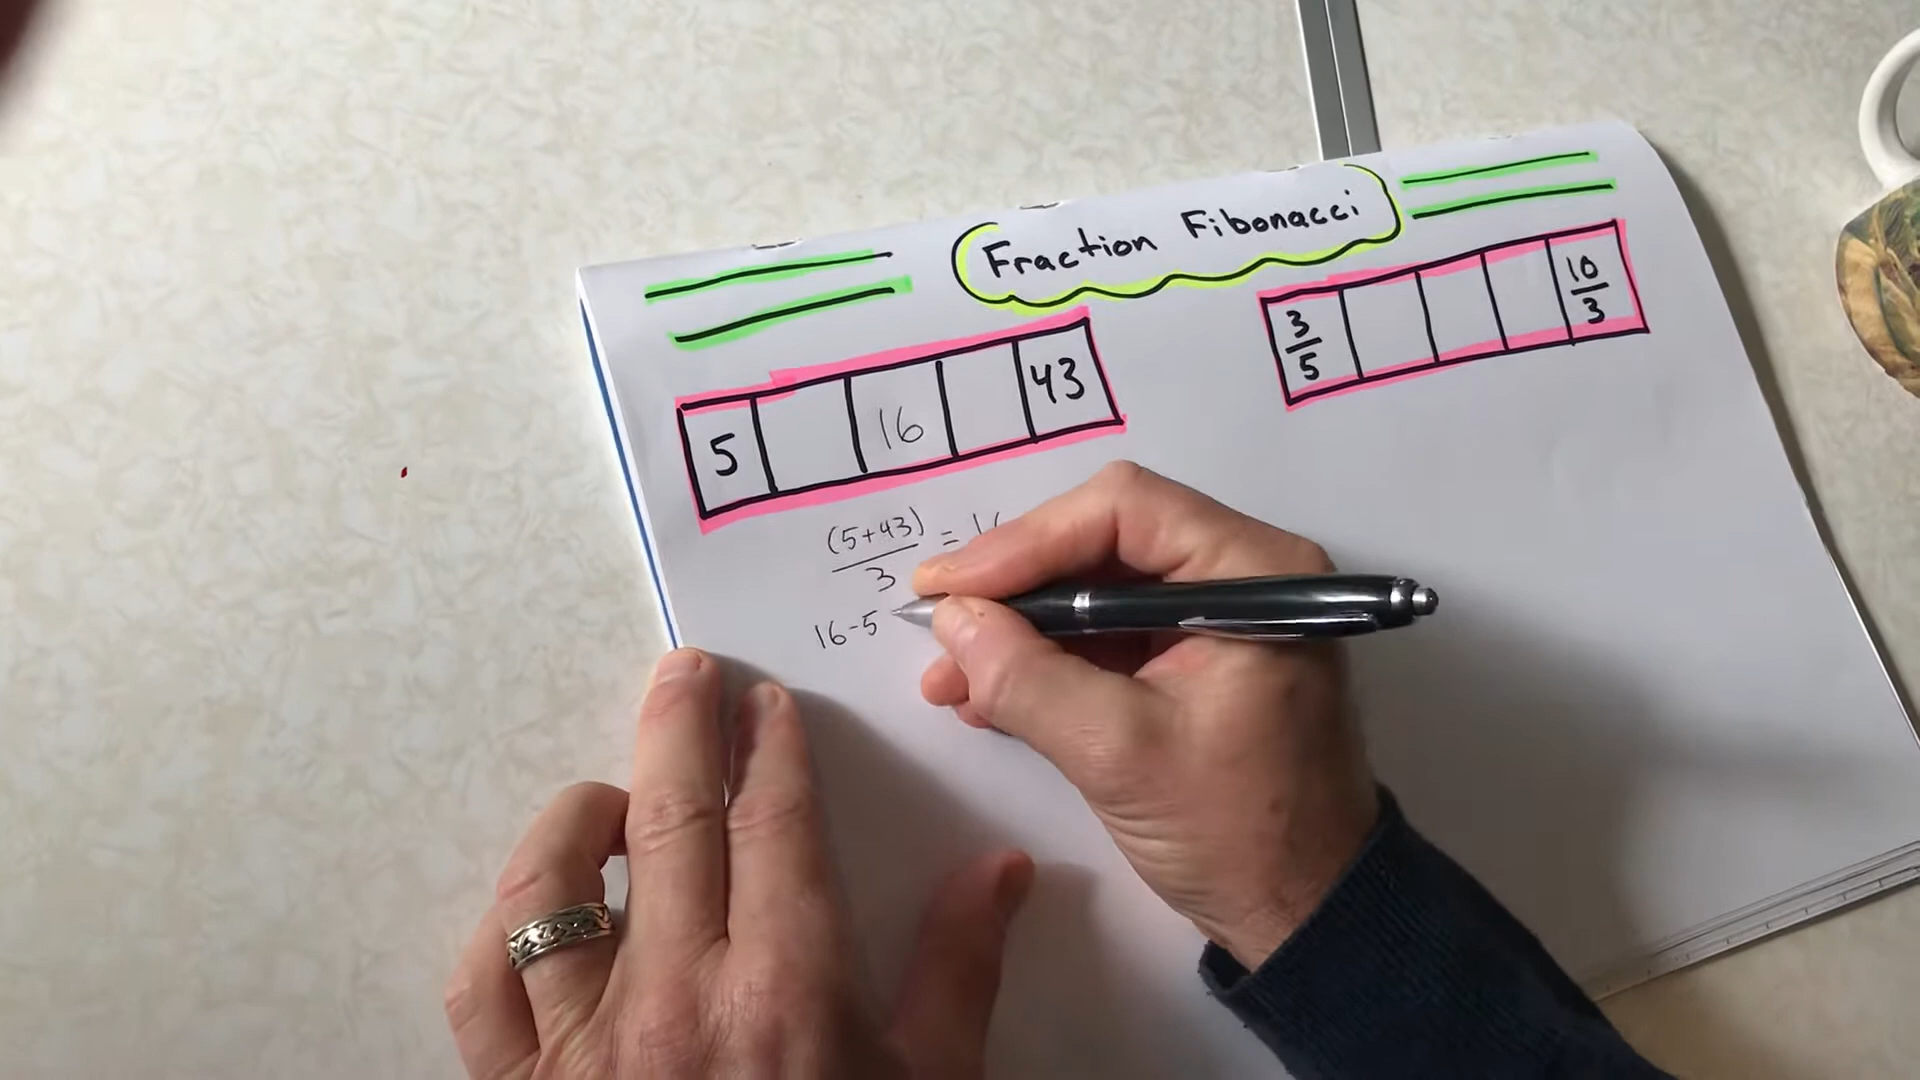 Fraction Fibonacci
5 16 43
3/5 10/3
(5+43)/3 =
16-5